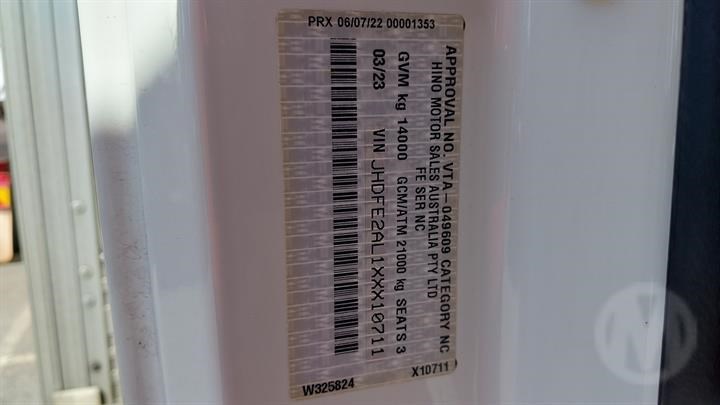 PRX 06/07/22 00001353
APPROVAL NO. VTA-049609 CATEGORY NC
HINO MOTOR SALES AUSTRALIA PTY LTD
FE SER NC
GVM kg 14000 GCM/ATM 21000 kg SEATS 3
03/23 VIN JHDFE2AL1XXX10711
W325824 X10711